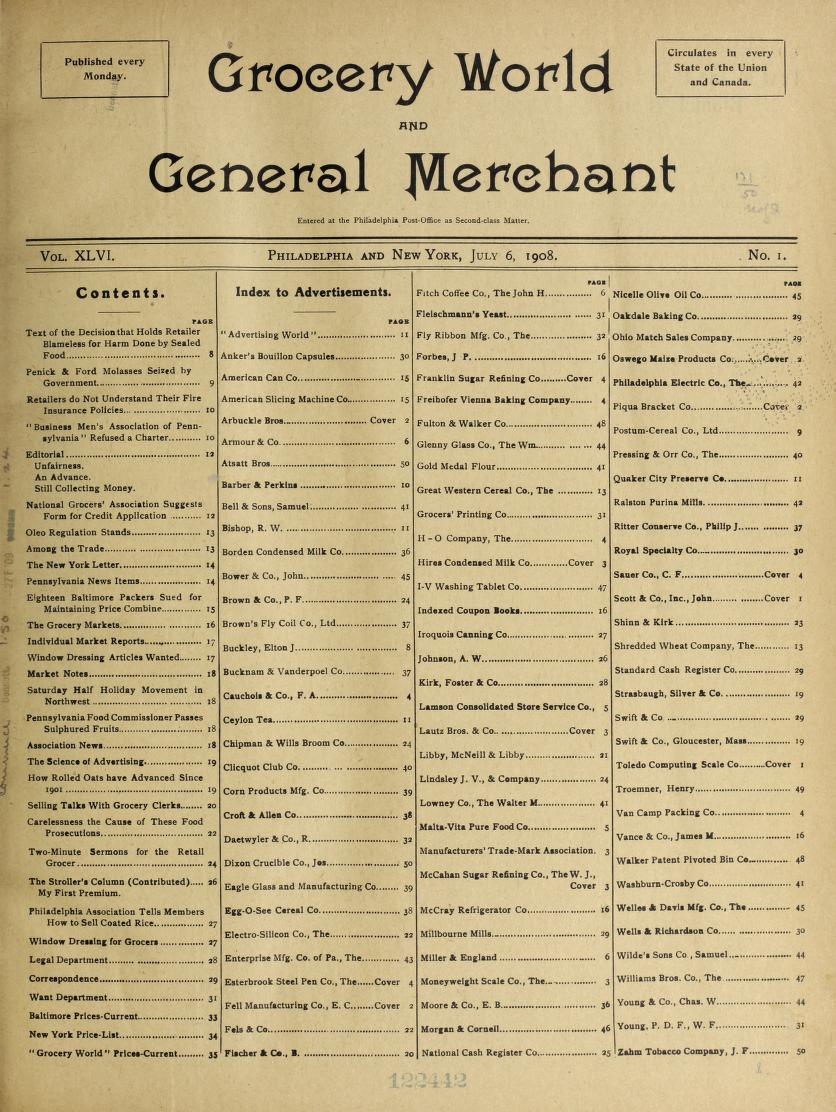 Published every
Monday.
Grocery World
AND
General Merchant
Circulates in every
State of the Union
and Canada.
Entered at the Philadelphia Post-Office as Second-class Matter.
VOL. XLVI.
PHILADELPHIA AND NEW YORK, JULY 6, 1908.
No. 1.
Contents.
PAGE
Text of the Decision that Holds Retailer
Blameless for Harm Done by Sealed
Food 8
Penick & Ford Molasses Seized by
Government 9
Retailers do Not Understand Their Fire
Insurance Policies 10
"Business Men's Association of Penn-
sylvania" Refused a Charter 10
Editorial 12
Unfairness.
An Advance.
Still Collecting Money.
National Grocers' Association Suggests
Form for Credit Application 12
Oleo Regulation Stands 13
Among the Trade 13
The New York Letter 14
Pennsylvania News Items 14
Eighteen Baltimore Packers Sued for
Maintaining Price Combine 15
The Grocery Markets 16
Individual Market Reports 17
Window Dressing Articles Wanted 17
Market Notes 18
Saturday Half Holiday Movement in
Northwest 18
Pennsylvania Food Commissioner Passes
Sulphured Fruits 18
Association News 18
The Science of Advertising 19
How Rolled Oats have Advanced Since
1901 19
Selling Talks With Grocery Clerks 20
Carelessness the Cause of These Food
Prosecutions 22
Two-Minute Sermons for the Retail
Grocer 24
The Stroller's Column (Contributed) 26
My First Premium.
Philadelphia Association Tells Members
How to Sell Coated Rice 27
Window Dressing for Grocers 27
Legal Department 28
Correspondence 29
Want Department 31
Baltimore Prices-Current 33
New York Price-List 34
"Grocery World" Prices-Current 35
Index to Advertisements.
PAGE
"Advertising World" 11
Anker's Bouillon Capsules 30
American Can Co. 15
American Slicing Machine Co. 15
Arbuckle Bros. Cover 2
Armour & Co. 6
Atsatt Bros. 50
Barber & Perkins 10
Bell & Sons, Samuel 41
Bishop, R. W. 11
Borden Condensed Milk Co. 36
Bower & Co., John 45
Brown & Co., P. F. 24
Brown's Fly Coil Co., Ltd. 37
Buckley, Elton J. 8
Bucknam & Vanderpoel Co. 37
Cauchois & Co., F. A. 4
Ceylon Tea 11
Chipman & Wills Broom Co. 24
Clicquot Club Co. 40
Corn Products Mfg. Co. 39
Croft & Allen Co. 38
Daetwyler & Co., R. 32
Dixon Crucible Co., Jos. 50
Eagle Glass and Manufacturing Co. 39
Egg-O-See Cereal Co. 38
Electro-Silicon Co., The 22
Enterprise Mfg. Co. of Pa., The 43
Esterbrook Steel Pen Co., The Cover 4
Fell Manufacturing Co., E. C. Cover 2
Fels & Co. 22
Fischer & Co., B. 20
PAGE
Fitch Coffee Co., The John H. 6
Fleischmann's Yeast 31
Fly Ribbon Mfg. Co., The 32
Forbes, J P. 16
Franklin Sugar Refining Co. Cover 4
Freihofer Vienna Baking Company 4
Fulton & Walker Co. 48
Glenny Glass Co., The Wm. 44
Gold Medal Flour 41
Great Western Cereal Co., The 13
Grocers' Printing Co. 31
H-O Company, The 4
Hires Condensed Milk Co. Cover 3
I-V Washing Tablet Co. 47
Indexed Coupon Books 16
Iroquois Canning Co. 27
Johnson, A. W. 26
Kirk, Foster & Co. 28
Lamson Consolidated Store Service Co., 5
Lautz Bros. & Co. Cover 3
Libby, McNeill & Libby 21
Lindsley J. V., & Company 24
Lowney Co., The Walter M. 41
Malta-Vita Pure Food Co. 5
Manufacturers' Trade-Mark Association. 3
McCahan Sugar Refining Co., The W. J.,
Cover 3
McCray Refrigerator Co. 16
Millbourne Mills 29
Miller & England 6
Moneyweight Scale Co., The 3
Moore & Co., E. B. 36
Morgan & Cornell 46
National Cash Register Co. 25
PAGE
Nicelle Olive Oil Co. 45
Oakdale Baking Co. 29
Ohio Match Sales Company 29
Oswego Maize Products Co. Cover 2
Philadelphia Electric Co., The 42
Piqua Bracket Co. Cover 2
Postum-Cereal Co., Ltd. 9
Pressing & Orr Co., The 40
Quaker City Preserve Co. 11
Ralston Purina Mills. 42
Ritter Conserve Co., Philip J. 37
Royal Specialty Co. 30
Sauer Co., C. F. Cover 4
Scott & Co., Inc., John Cover 1
Shinn & Kirk 23
Shredded Wheat Company, The 13
Standard Cash Register Co. 29
Strasbaugh, Silver & Co. 19
Swift & Co. 29
Swift & Co., Gloucester, Mass. 19
Toledo Computing Scale Co. Cover 1
Troemner, Henry 49
Van Camp Packing Co. 4
Vance & Co., James M. 16
Walker Patent Pivoted Bin Co. 48
Washburn-Crosby Co. 41
Welles & Davis Mfg. Co., The 45
Wells & Richardson Co. 30
Wilde's Sons Co, Samuel 44
Williams Bros. Co., The 47
Young & Co., Chas. W. 44
Young, P. D. F., W. F. 31
Zahm Tobacco Company, J. F 50
122442